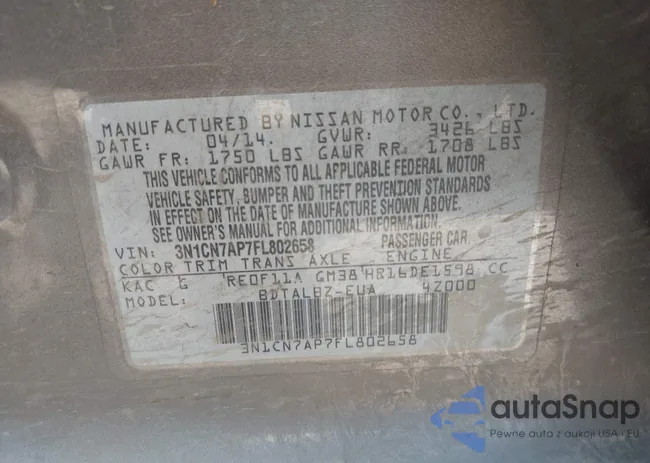 MANUFACTURED BY NISSAN MOTOR CO., LTD.
DATE: 04/14. GVWR: 3426 LBS
GAWR FR: 1750 LBS GAWR RR: 1708 LBS
THIS VEHICLE CONFORMS TO ALL APPLICABLE FEDERAL MOTOR
VEHICLE SAFETY, BUMPER AND THEFT PREVENTION STANDARDS
IN EFFECT ON THE DATE OF MANUFACTURE SHOWN ABOVE.
SEE OWNER'S MANUAL FOR ADDITIONAL INFORMATION.
VIN: 3N1CN7AP7FL802658 PASSENGER CAR
COLOR TRIM TRANS AXLE ENGINE
KAC G RE0F11A GM38 HR16DE1598 CC
MODEL: BDTALBZ-EUA 4Z000
3N1CN7AP7FL802658
autaSnap
Pewne auta z aukcji USA i EU